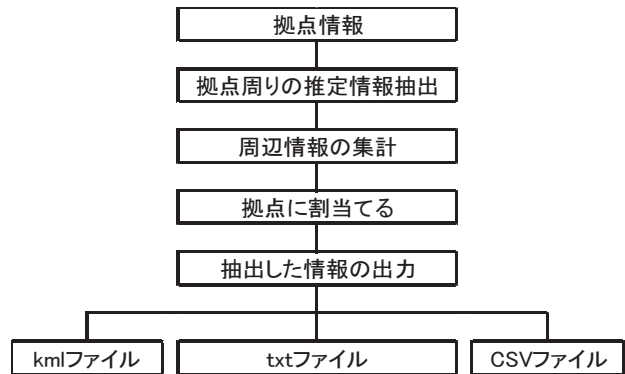 拠点情報
拠点周りの推定情報抽出
周辺情報の集計
拠点に割当てる
抽出した情報の出力
kmlファイル
txtファイル
CSVファイル